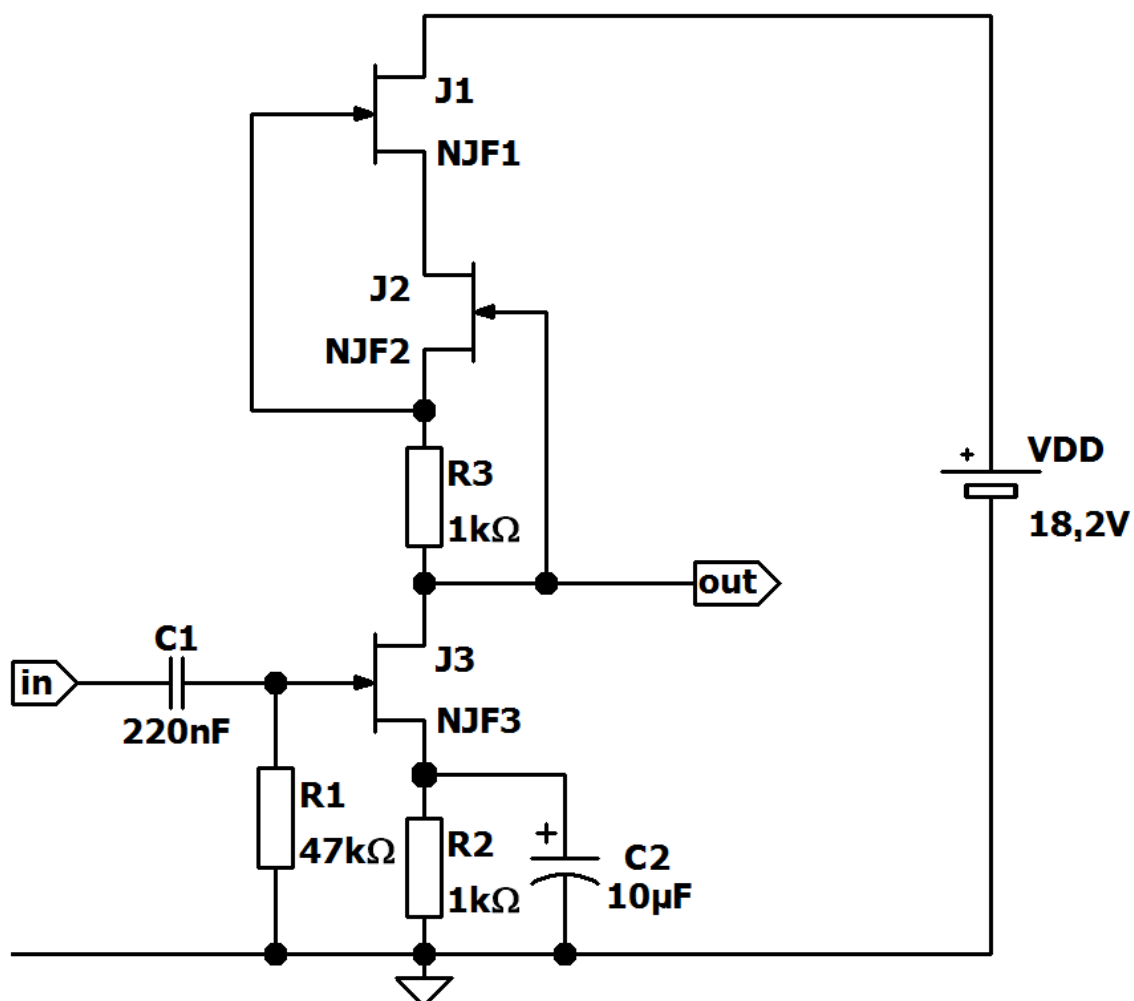 J1
NJF1
J2
NJF2
+
VDD
18,2V
R3
1kΩ
out
C1
in
220nF
J3
NJF3
R1
47kΩ
R2
1kΩ
+
C2
10µF